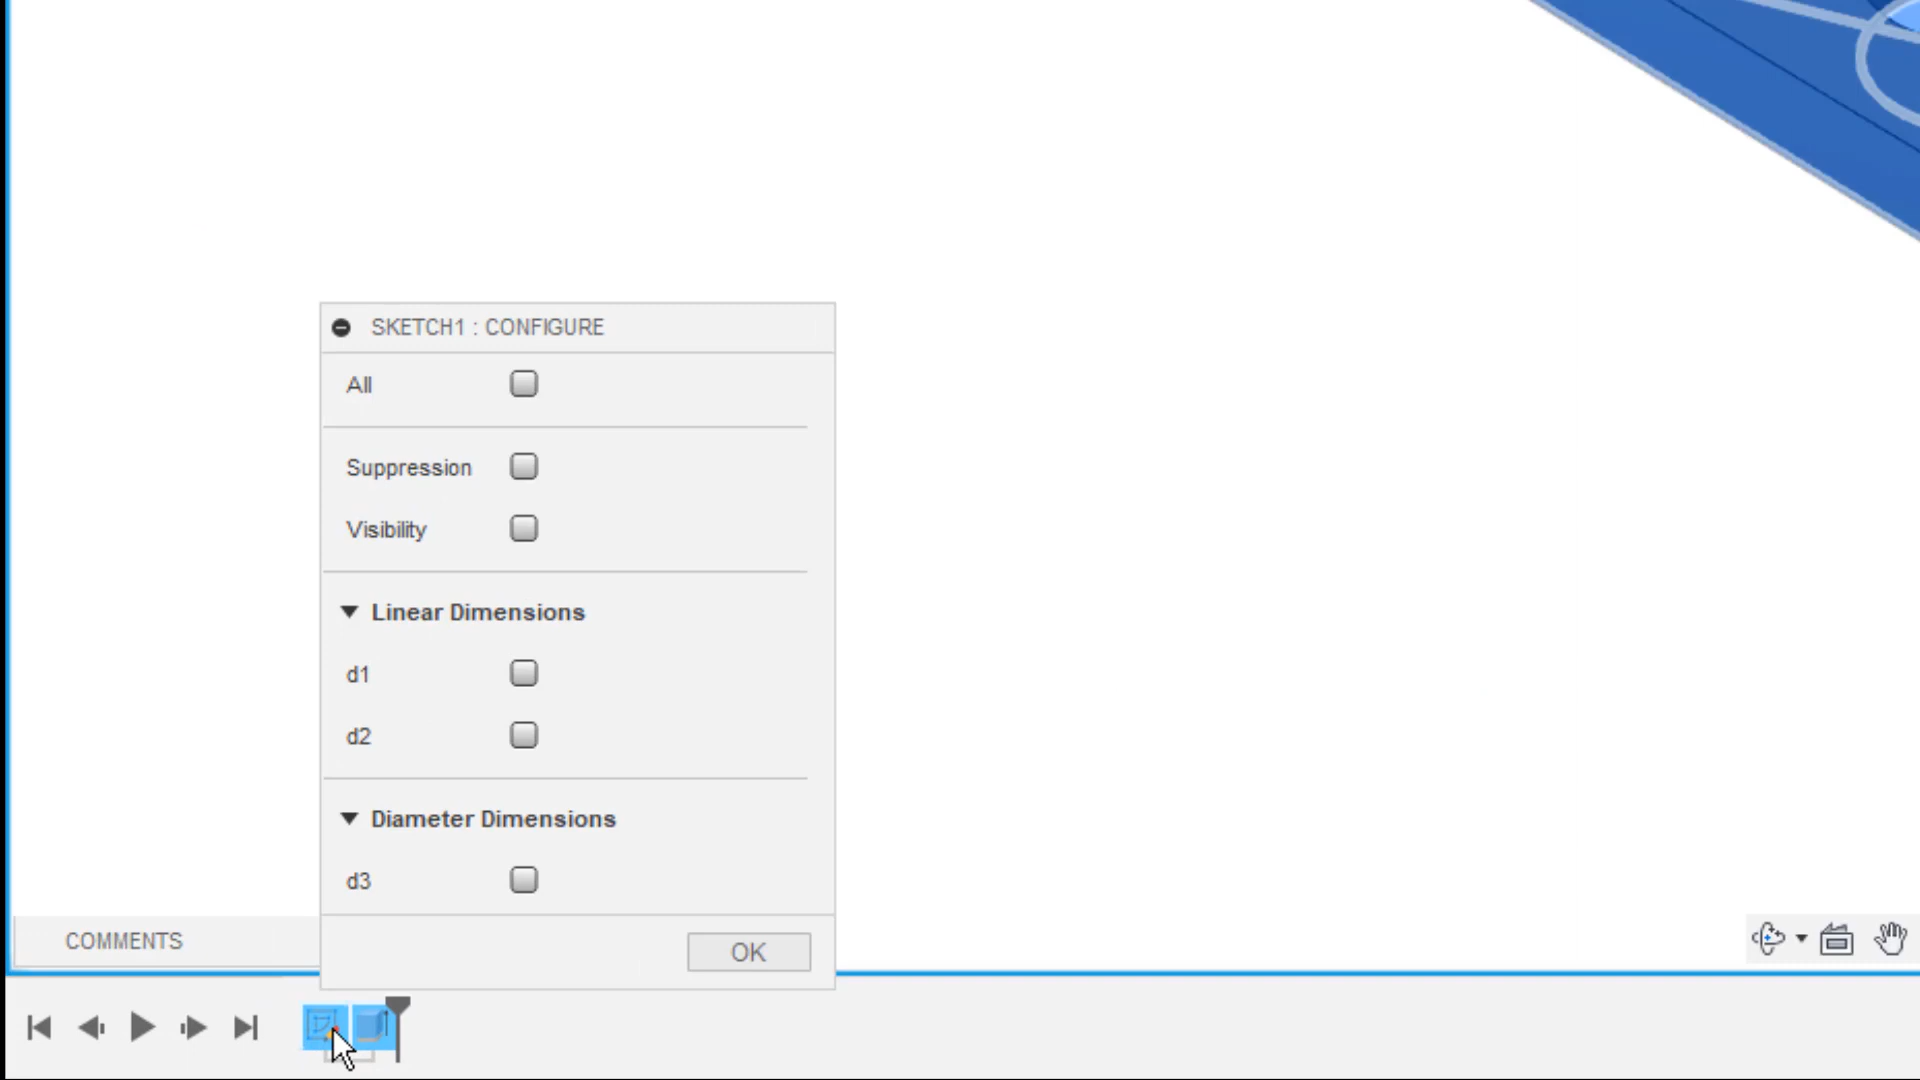 SKETCH1 : CONFIGURE
All
Suppression
Visibility
Linear Dimensions
d1
d2
Diameter Dimensions
d3
OK
COMMENTS